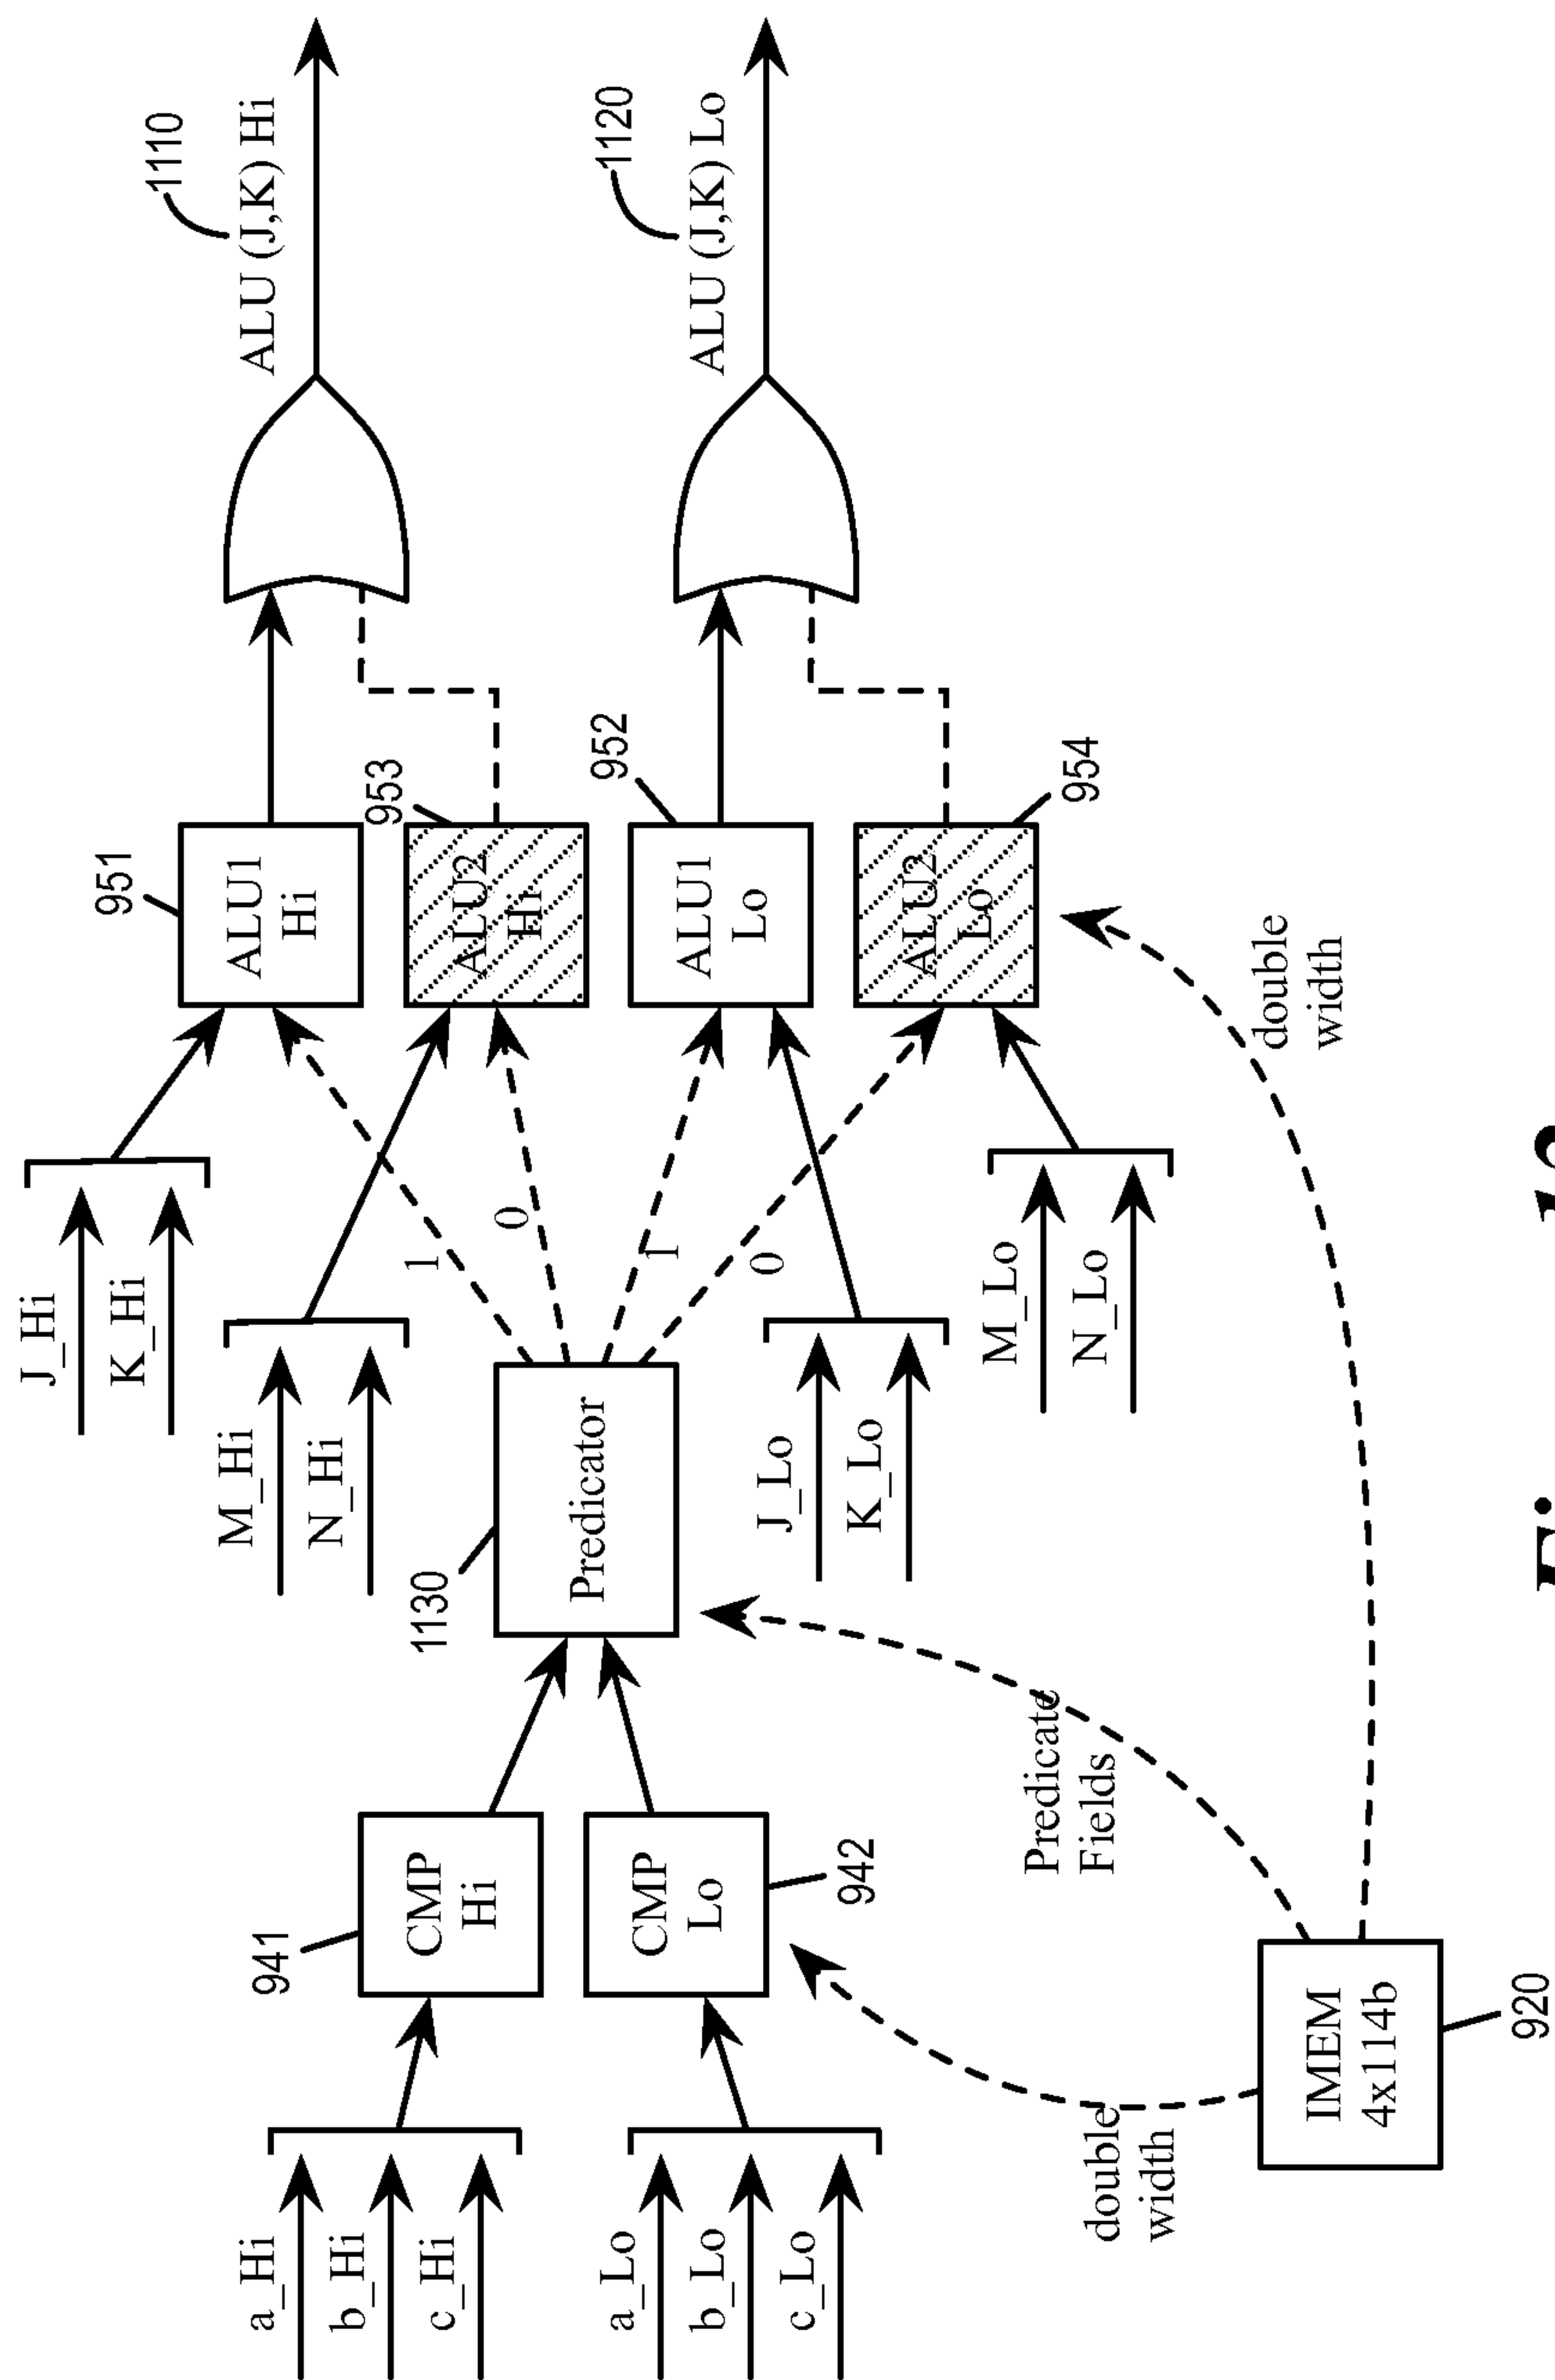 a_Hi
b_Hi
c_Hi
a_Lo
b_Lo
c_Lo
941
CMP
Hi
CMP
Lo
942
double
width
IMEM
4x114b
920
Predicate
Fields
1130
Predicator
J_Hi
K_Hi
M_Hi
N_Hi
J_Lo
K_Lo
M_Lo
N_Lo
1
0
1
0
double
width
951
ALU1
Hi
953
ALU2
Hi
952
ALU1
Lo
954
ALU2
Lo
1110
ALU (J,K) Hi
1120
ALU (J,K) Lo